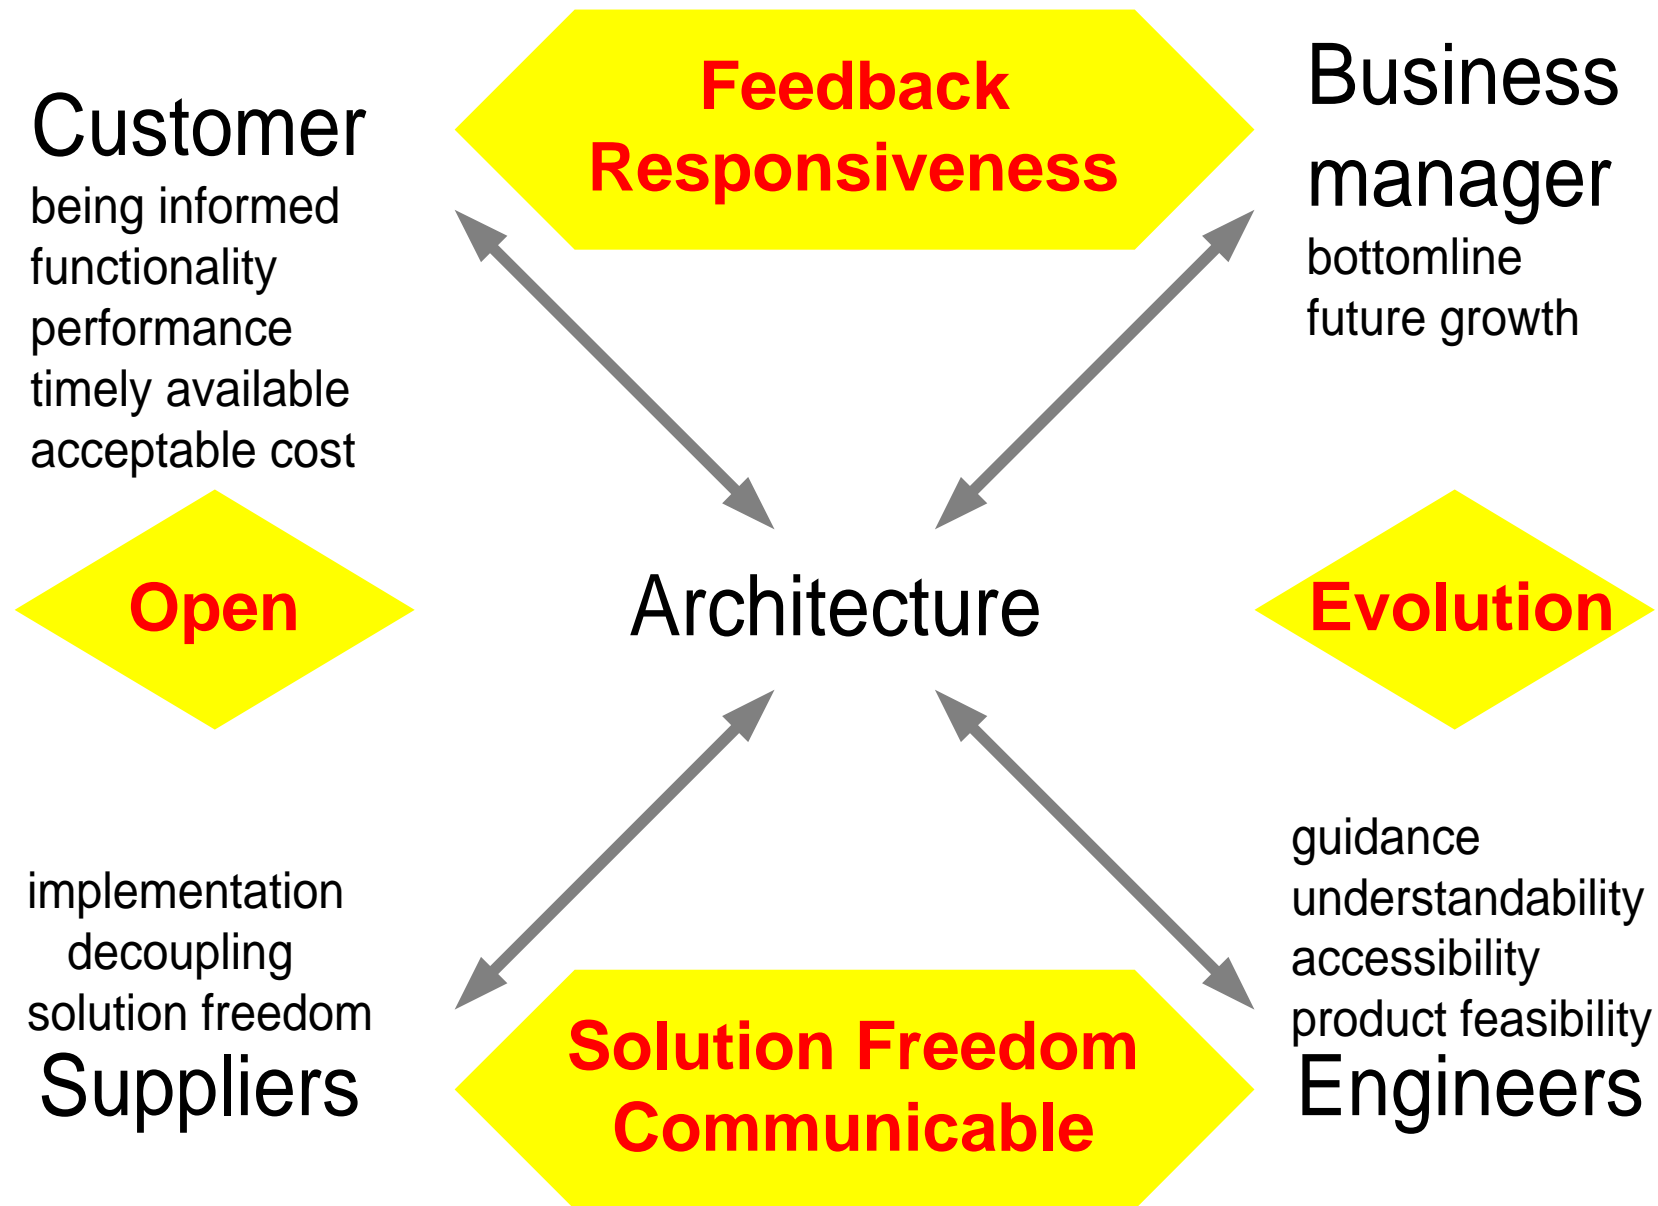 Feedback
Responsiveness
Customer
being informed
functionality
performance
timely available
acceptable cost
Business
manager
bottomline
future growth
Open
Architecture
Evolution
implementation
decoupling
solution freedom
Suppliers
Solution Freedom
Communicable
guidance
understandability
accessibility
product feasibility
Engineers